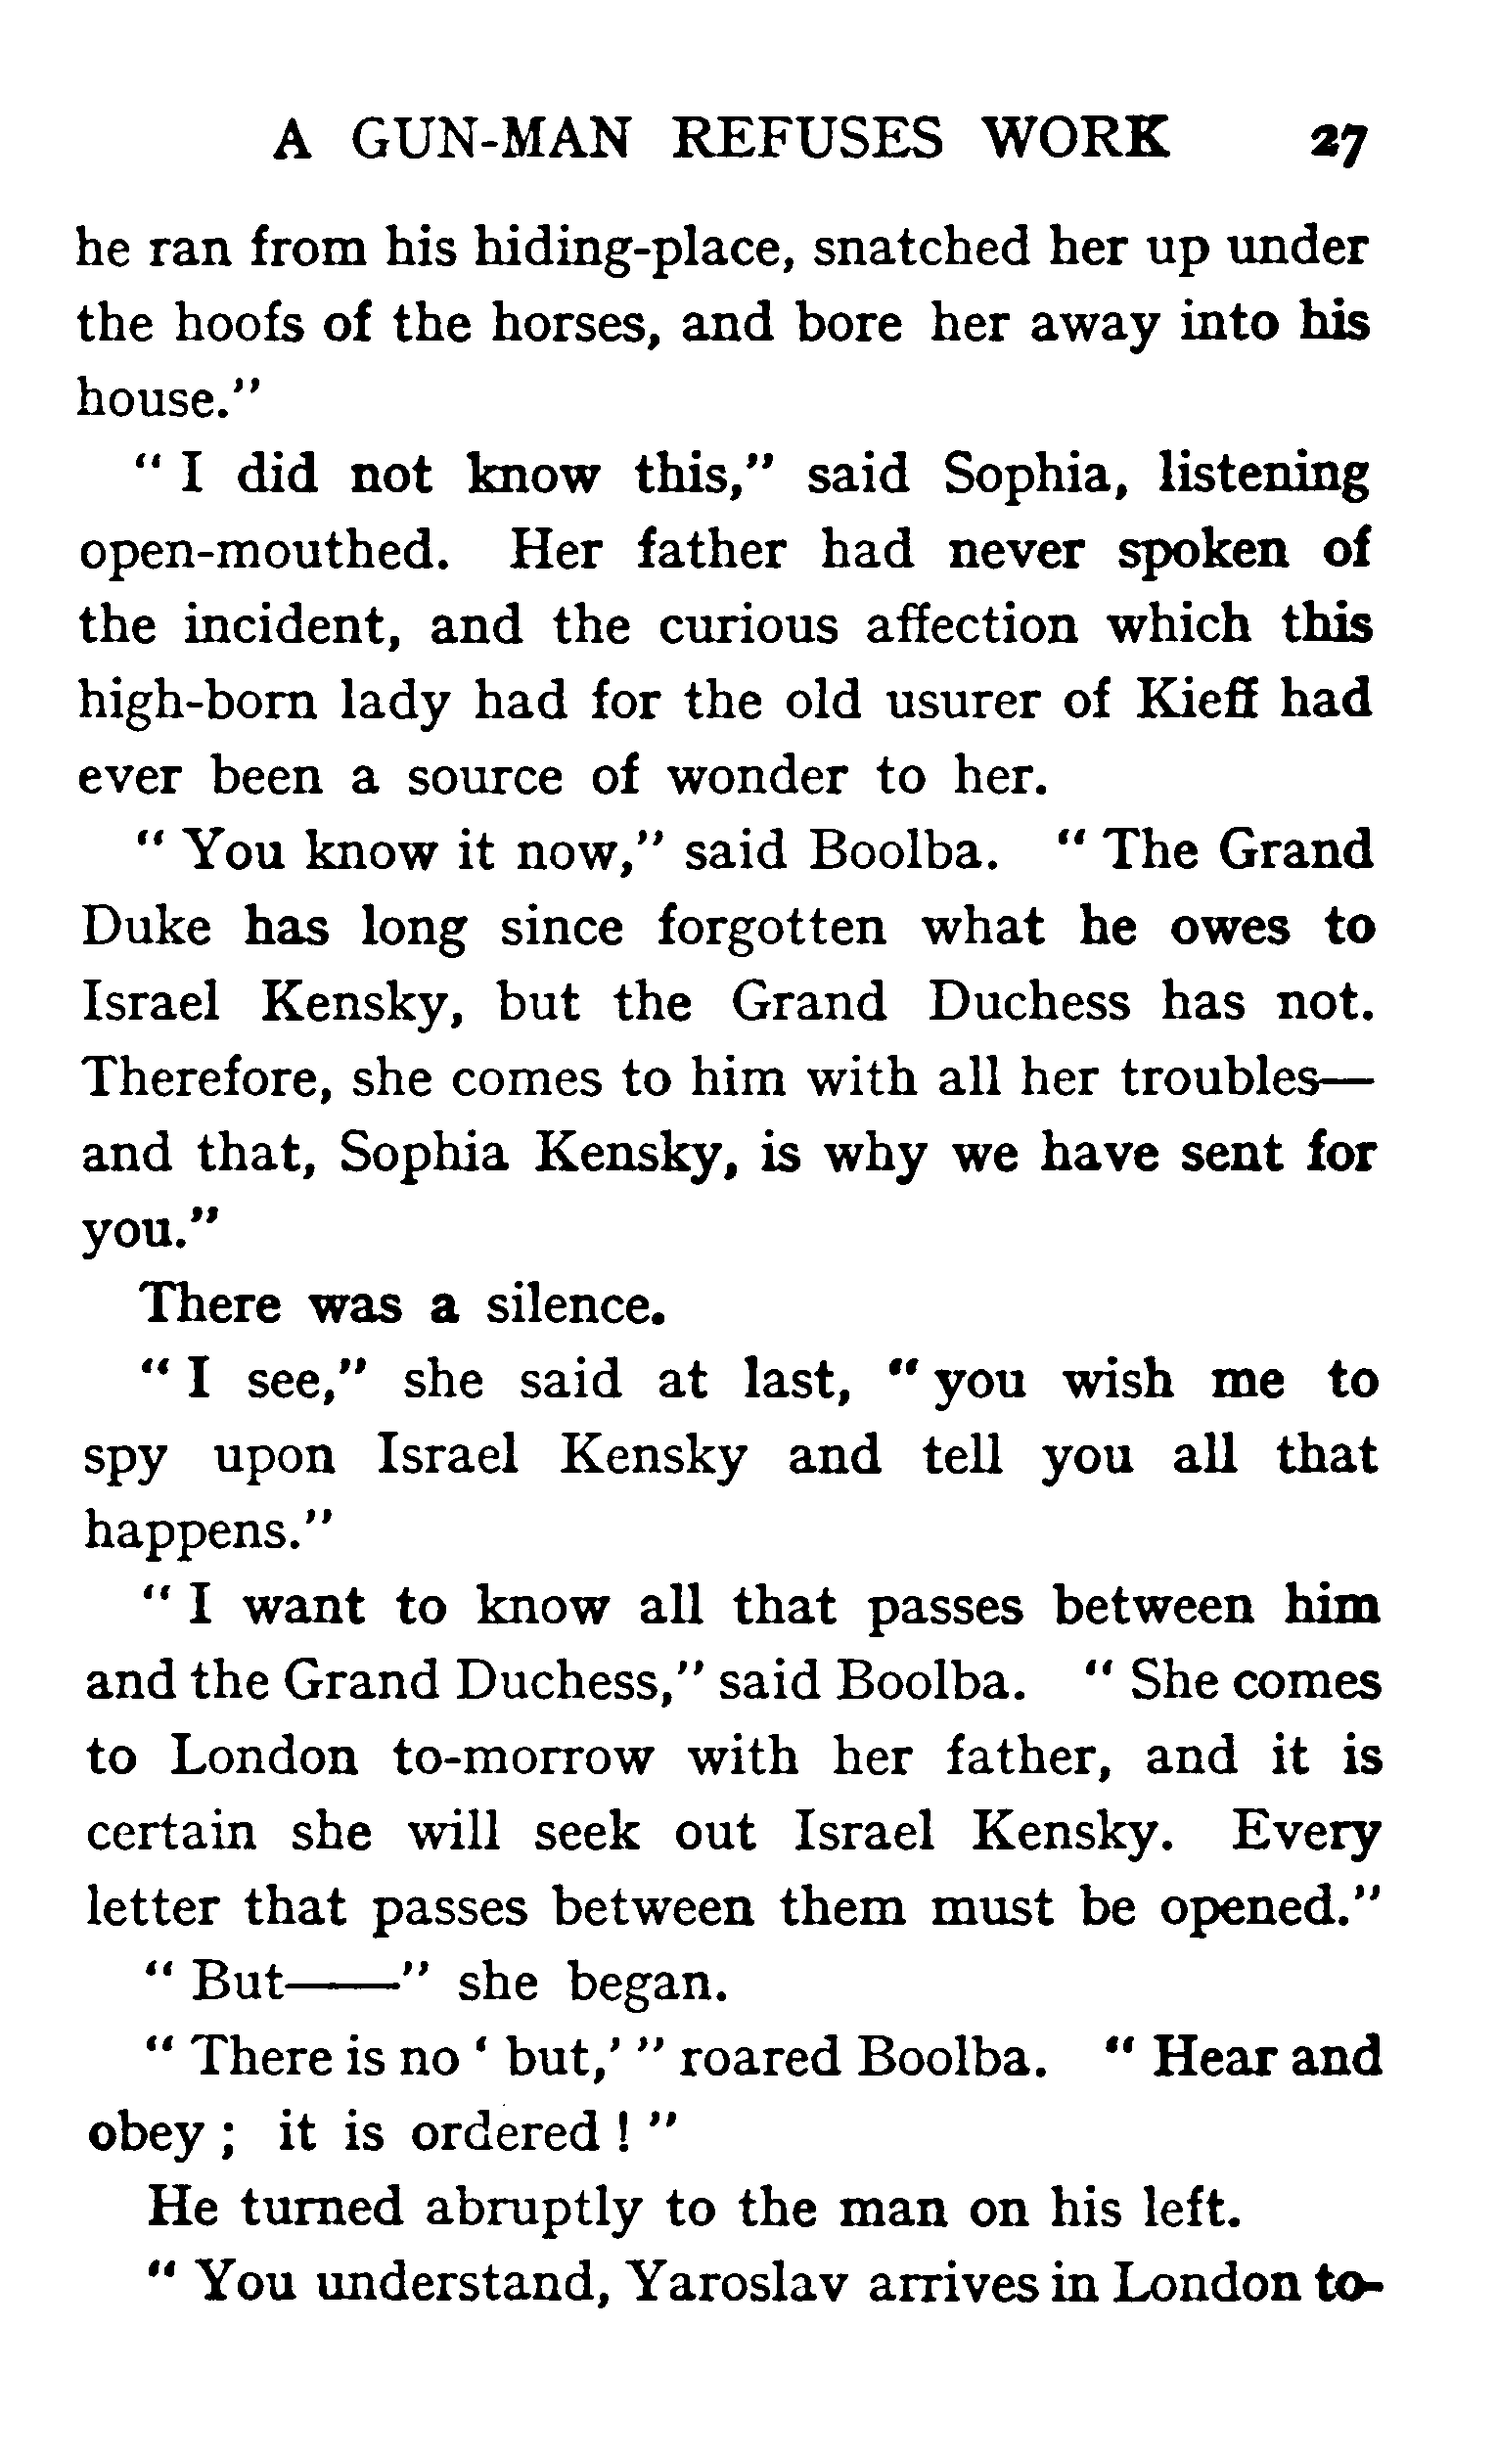 A GUN-MAN REFUSES WORK 27
he ran from his hiding-place, snatched her up under
the hoofs of the horses, and bore her away into his
house."
" I did not know this," said Sophia, listening
open-mouthed. Her father had never spoken of
the incident, and the curious affection which this
high-born lady had for the old usurer of Kieff had
ever been a source of wonder to her.
" You know it now," said Boolba. " The Grand
Duke has long since forgotten what he owes to
Israel Kensky, but the Grand Duchess has not.
Therefore, she comes to him with all her troubles—
and that, Sophia Kensky, is why we have sent for
you."
There was a silence.
" I see," she said at last, " you wish me to
spy upon Israel Kensky and tell you all that
happens."
" I want to know all that passes between him
and the Grand Duchess," said Boolba. " She comes
to London to-morrow with her father, and it is
certain she will seek out Israel Kensky. Every
letter that passes between them must be opened."
" But——" she began.
" There is no ' but,' " roared Boolba. " Hear and
obey ; it is ordered ! "
He turned abruptly to the man on his left.
" You understand, Yaroslav arrives in London to-